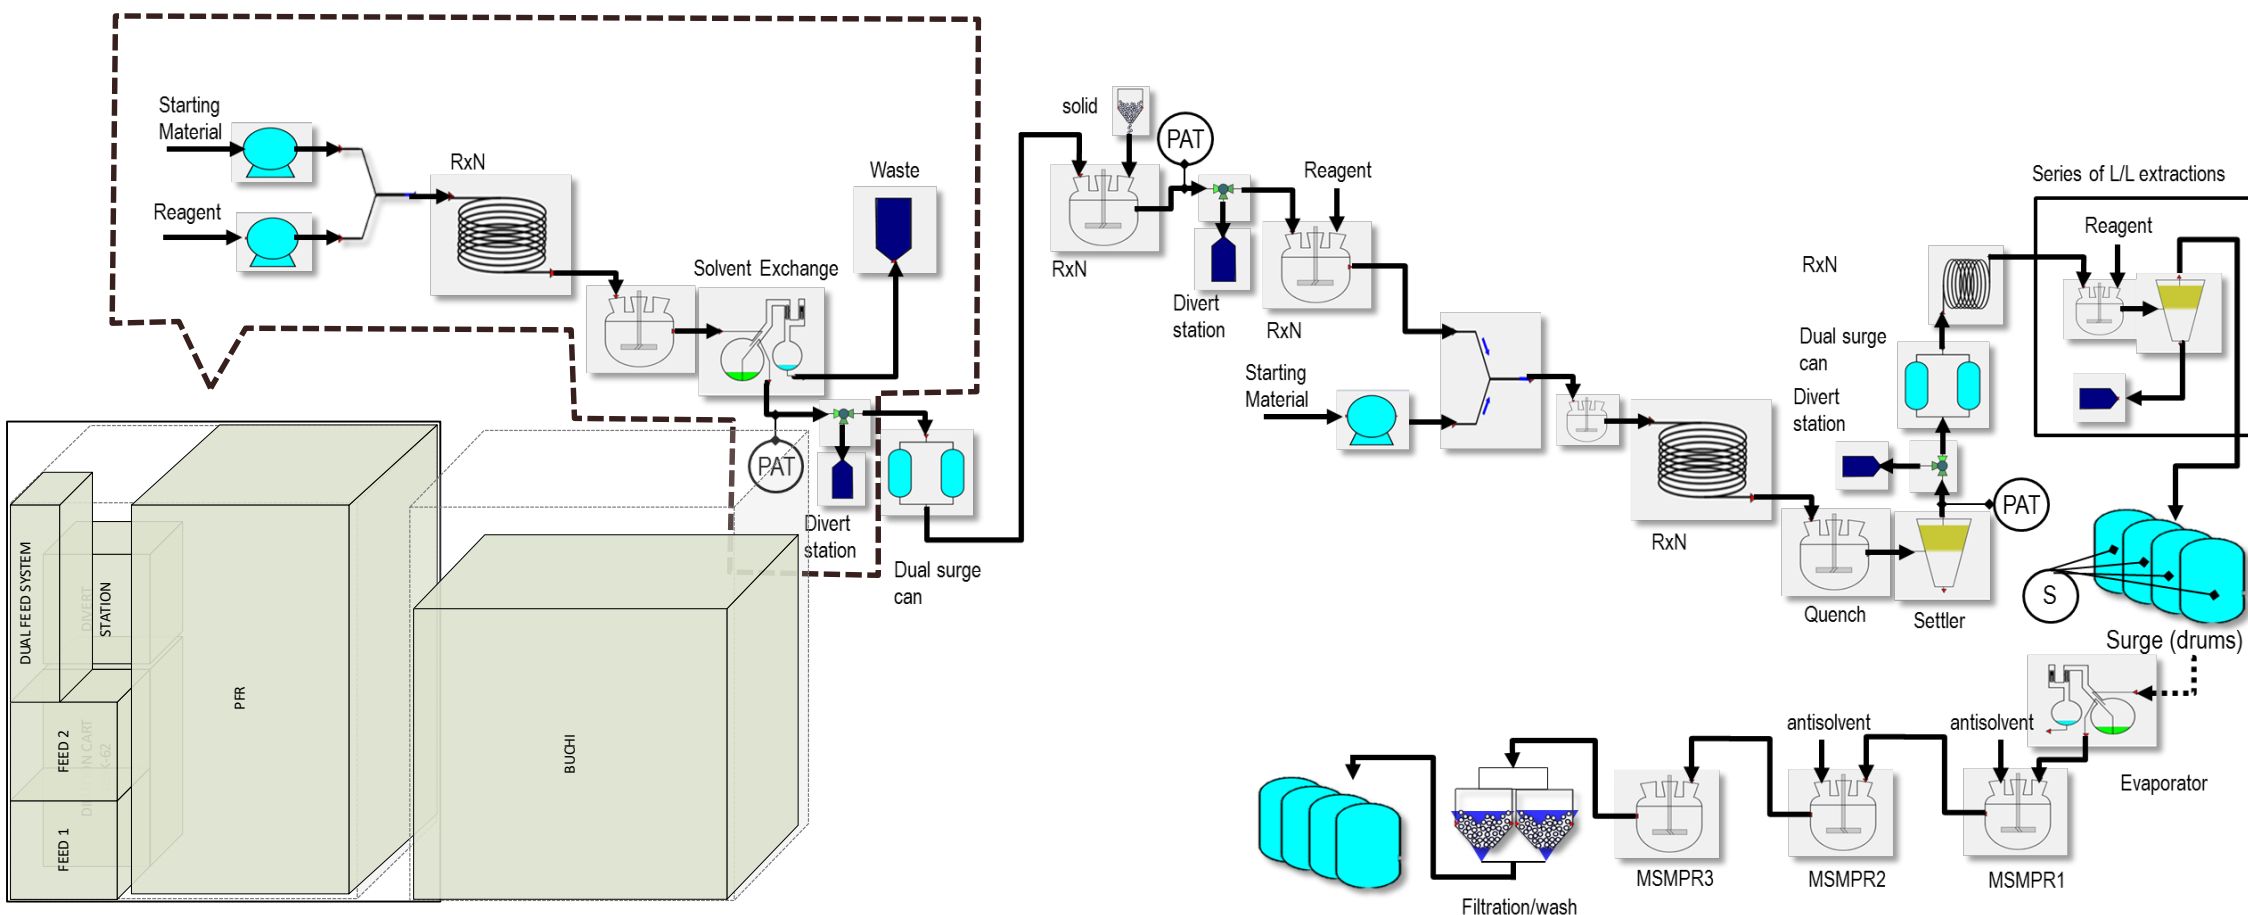 Starting
Material
Reagent
RxN
Solvent Exchange
Waste
PAT
Divert
station
Dual surge
can
solid
PAT
RxN
Divert
station
Reagent
RxN
Starting
Material
RxN
Quench
Settler
PAT
Divert
station
Dual surge
can
RxN
Series of L/L extractions
Reagent
S
Surge (drums)
Evaporator
antisolvent
antisolvent
MSMPR1
MSMPR2
MSMPR3
Filtration/wash
DUAL FEED SYSTEM
DIVERT
STATION
FEED 2
FEED 1
PFR
BUCHI